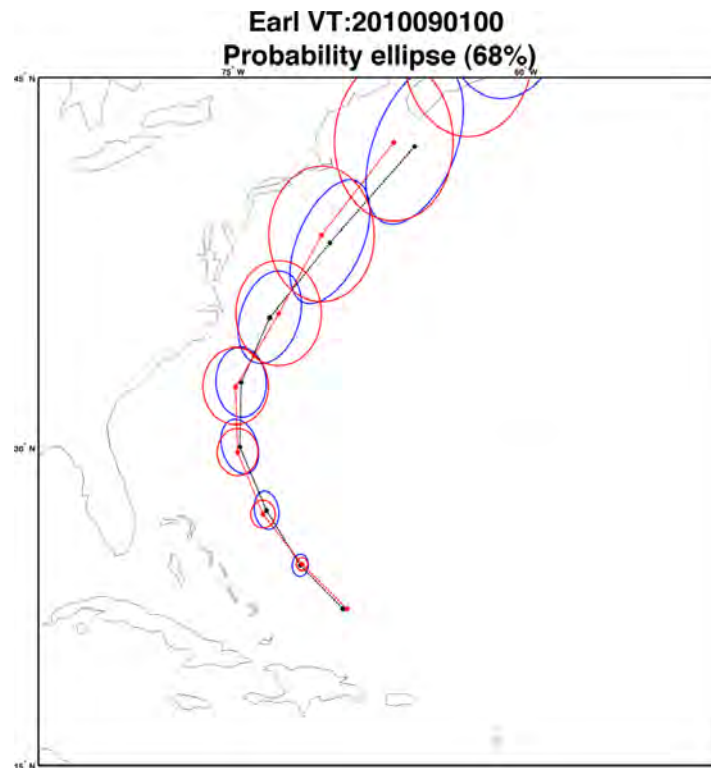 Earl VT:2010090100
Probability ellipse (68%)
75° W
60° W
45° N
30° N
15° N